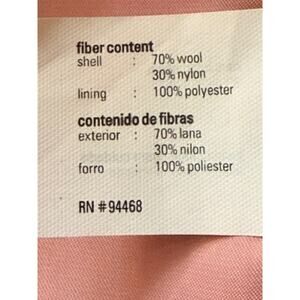 fiber content
shell : 70% wool
30% nylon
lining : 100% polyester
contenido de fibras
exterior : 70% lana
30% nilon
forro : 100% poliester
RN #94468